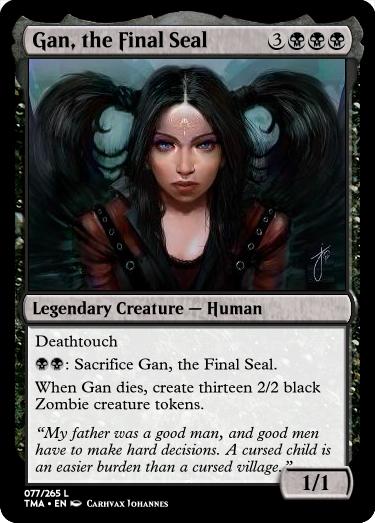 Gan, the Final Seal 3
Legendary Creature — Human
Deathtouch
: Sacrifice Gan, the Final Seal.
When Gan dies, create thirteen 2/2 black
Zombie creature tokens.
“My father was a good man, and good men
have to make hard decisions. A cursed child is
an easier burden than a cursed village.”
1/1
077/265 L
TMA • EN CARHVAX JOHANNES